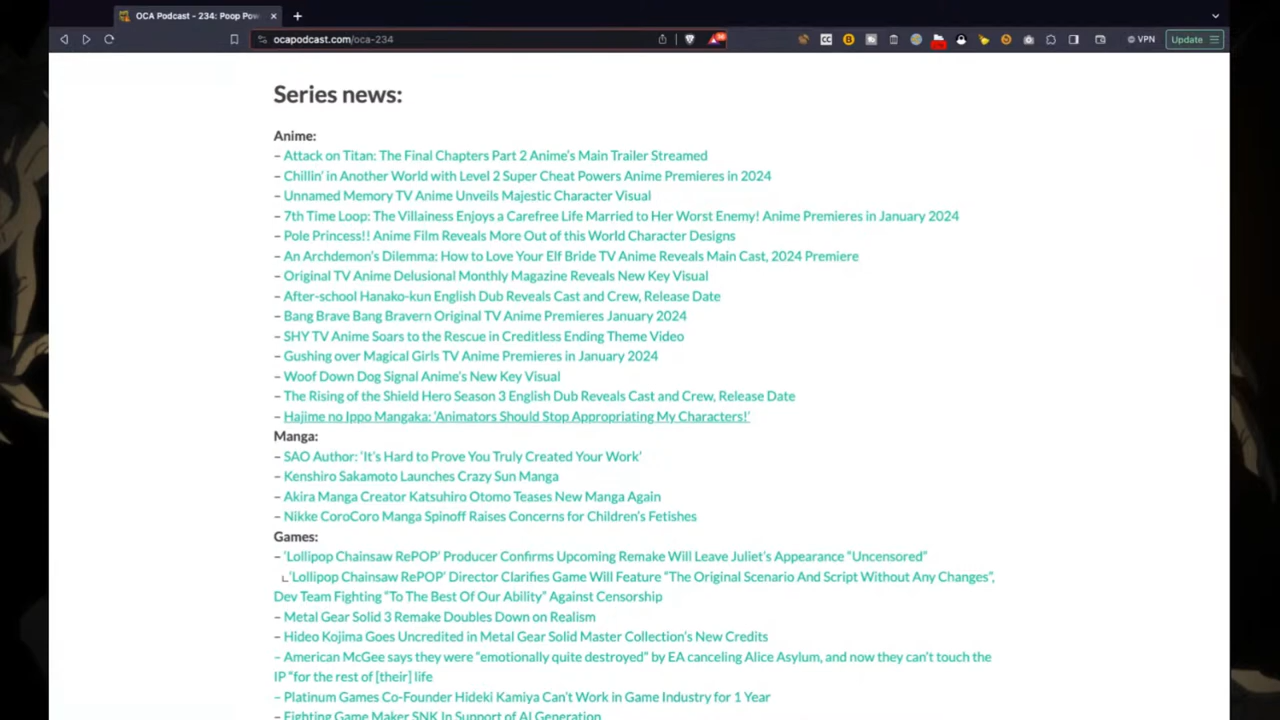 OCA Podcast - 234: Poop Pow
ocapodcast.com/oca-234
VPN
Update
Series news:
Anime:
– Attack on Titan: The Final Chapters Part 2 Anime's Main Trailer Streamed
– Chillin' in Another World with Level 2 Super Cheat Powers Anime Premieres in 2024
– Unnamed Memory TV Anime Unveils Majestic Character Visual
– 7th Time Loop: The Villainess Enjoys a Carefree Life Married to Her Worst Enemy! Anime Premieres in January 2024
– Pole Princess!! Anime Film Reveals More Out of this World Character Designs
– An Archdemon's Dilemma: How to Love Your Elf Bride TV Anime Reveals Main Cast, 2024 Premiere
– Original TV Anime Delusional Monthly Magazine Reveals New Key Visual
– After-school Hanako-kun English Dub Reveals Cast and Crew, Release Date
– Bang Brave Bang Bravern Original TV Anime Premieres January 2024
– SHY TV Anime Soars to the Rescue in Creditless Ending Theme Video
– Gushing over Magical Girls TV Anime Premieres in January 2024
– Woof Down Dog Signal Anime's New Key Visual
– The Rising of the Shield Hero Season 3 English Dub Reveals Cast and Crew, Release Date
– Hajime no Ippo Mangaka: 'Animators Should Stop Appropriating My Characters!'
Manga:
– SAO Author: 'It's Hard to Prove You Truly Created Your Work'
– Kenshiro Sakamoto Launches Crazy Sun Manga
– Akira Manga Creator Katsuhiro Otomo Teases New Manga Again
– Nikke CoroCoro Manga Spinoff Raises Concerns for Children's Fetishes
Games:
– 'Lollipop Chainsaw RePOP' Producer Confirms Upcoming Remake Will Leave Juliet's Appearance "Uncensored"
∟'Lollipop Chainsaw RePOP' Director Clarifies Game Will Feature "The Original Scenario And Script Without Any Changes",
Dev Team Fighting "To The Best Of Our Ability" Against Censorship
– Metal Gear Solid 3 Remake Doubles Down on Realism
– Hideo Kojima Goes Uncredited in Metal Gear Solid Master Collection's New Credits
– American McGee says they were "emotionally quite destroyed" by EA canceling Alice Asylum, and now they can't touch the
IP "for the rest of [their] life
– Platinum Games Co-Founder Hideki Kamiya Can't Work in Game Industry for 1 Year
– Fighting Game Maker SNK In Support of AI Generation